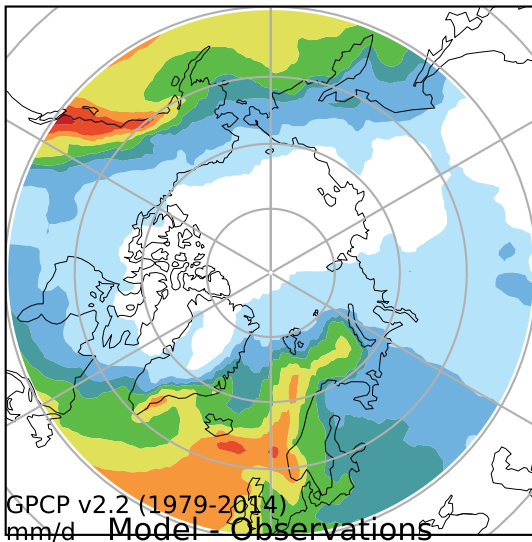 GPCP v2.2 (1979-2014)
mm/d
Model - Observations